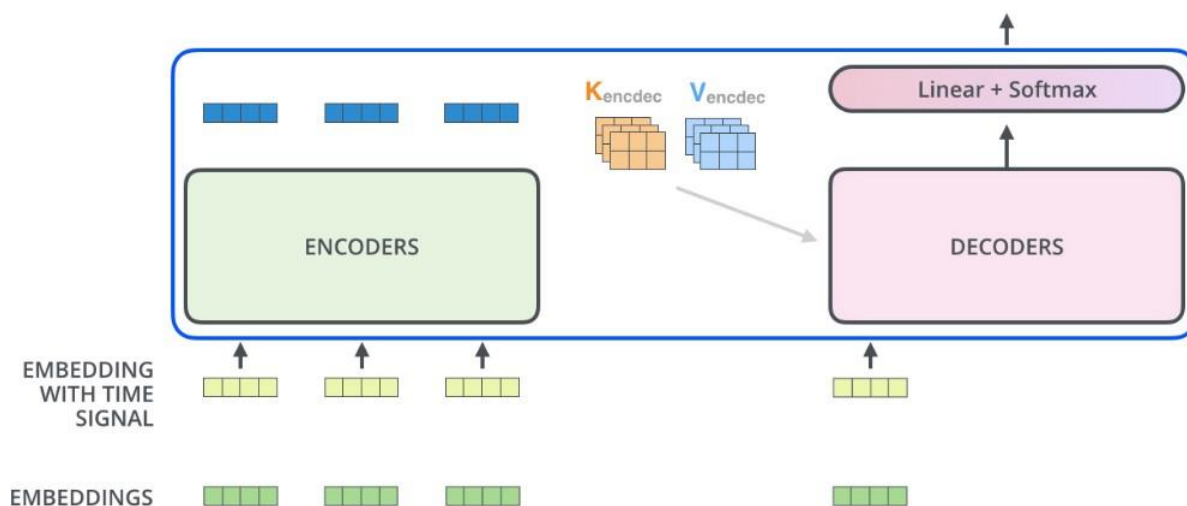 Kencdec
Vencdec
Linear + Softmax
ENCODERS
DECODERS
EMBEDDING
WITH TIME
SIGNAL
EMBEDDINGS